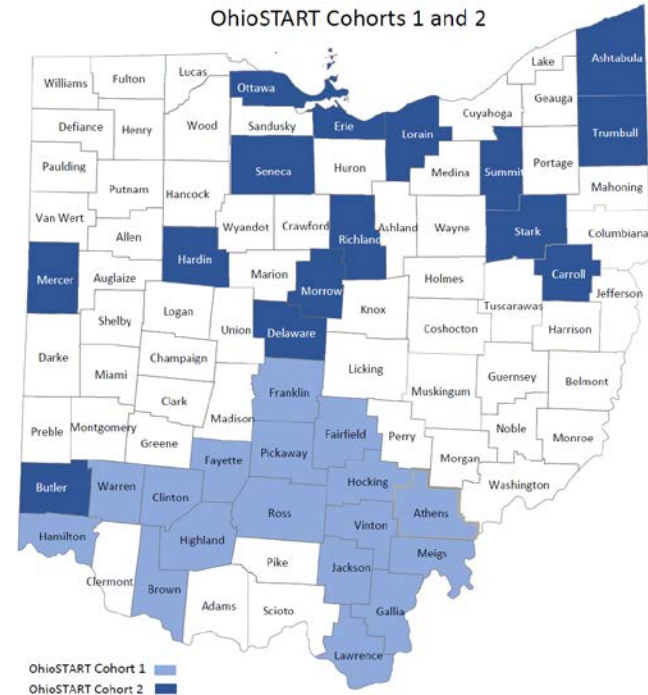 OhioSTART Cohorts 1 and 2
Williams
Fulton
Lucas
Ottawa
Lake
Ashtabula
Geauga
Defiance
Henry
Wood
Sandusky
Erie
Lorain
Cuyahoga
Trumbull
Paulding
Putnam
Hancock
Seneca
Huron
Medina
Summit
Portage
Mahoning
Van Wert
Allen
Wyandot
Crawford
Richland
Ashland
Wayne
Stark
Columbiana
Mercer
Auglaize
Hardin
Marion
Morrow
Holmes
Carroll
Jefferson
Shelby
Logan
Union
Delaware
Knox
Coshocton
Tuscarawas
Harrison
Darke
Miami
Champaign
Clark
Madison
Franklin
Licking
Muskingum
Guernsey
Belmont
Preble
Montgomery
Greene
Fayette
Pickaway
Fairfield
Perry
Morgan
Noble
Monroe
Washington
Butler
Warren
Clinton
Ross
Hocking
Athens
Hamilton
Highland
Vinton
Meigs
Clermont
Brown
Adams
Pike
Scioto
Jackson
Gallia
Lawrence
OhioSTART Cohort 1
OhioSTART Cohort 2